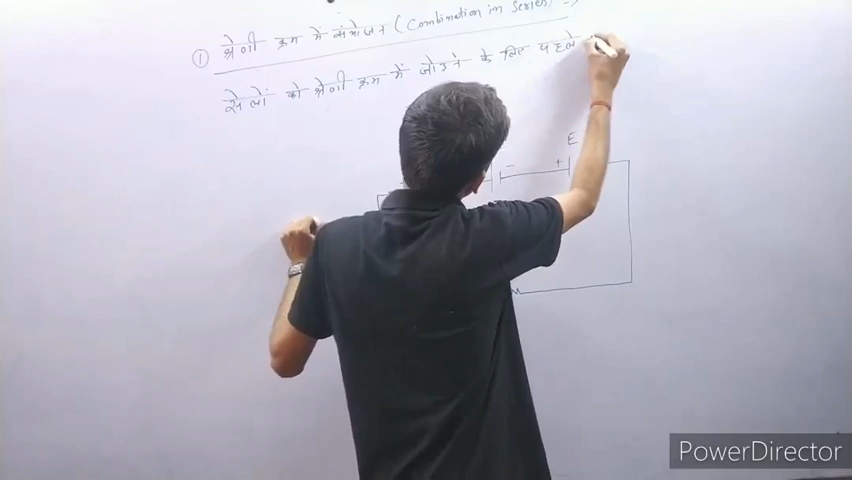 ① श्रेणी क्रम में संयोजन (Combination in Series) →
सेलों को श्रेणी क्रम में जोड़ने के लिए पहले
E
- +
PowerDirector